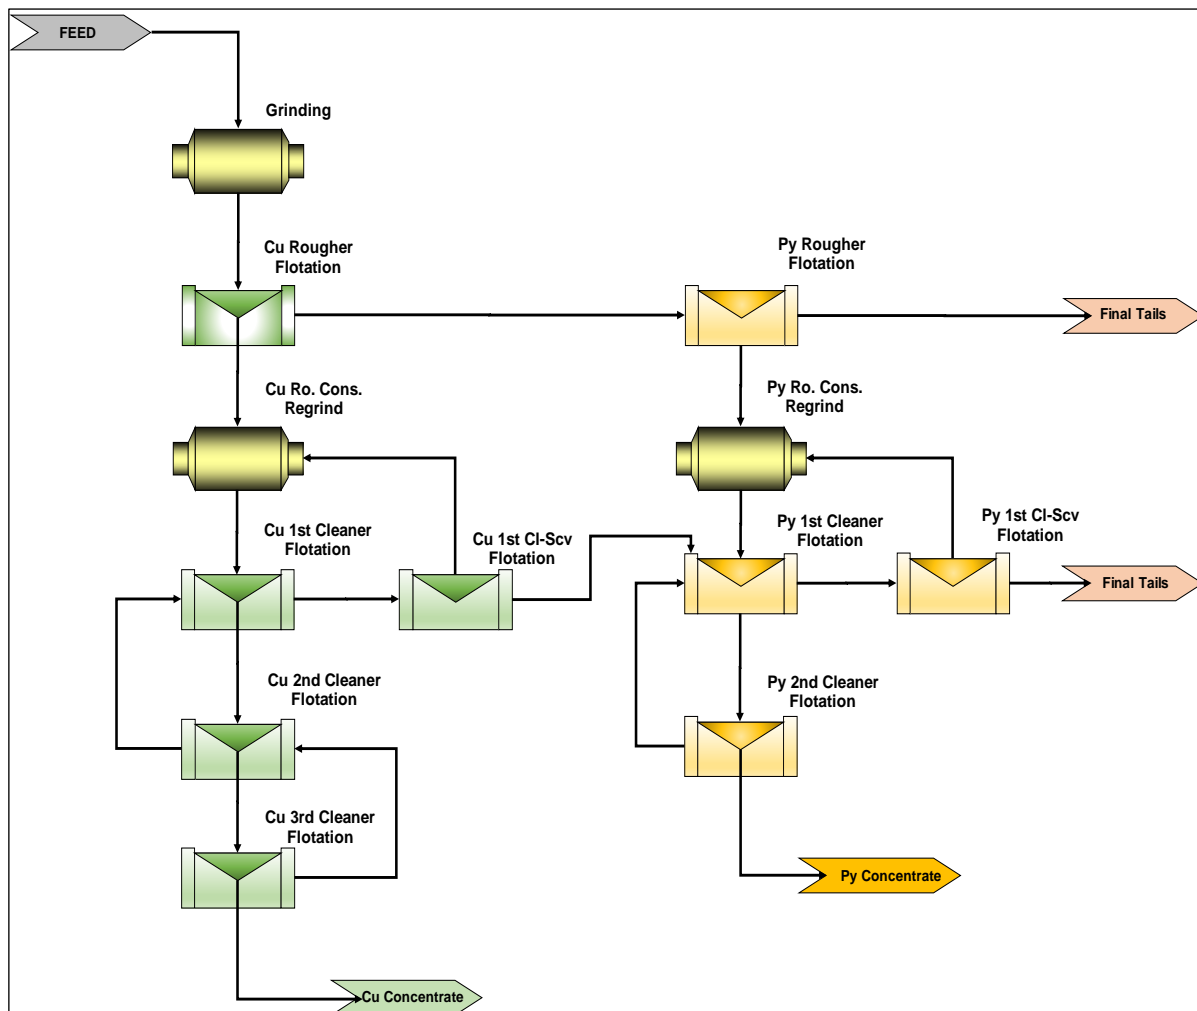 FEED
Grinding
Cu Rougher
Flotation
Py Rougher
Flotation
Final Tails
Cu Ro. Cons.
Regrind
Py Ro. Cons.
Regrind
Cu 1st Cleaner
Flotation
Cu 1st Cl-Scv
Flotation
Py 1st Cleaner
Flotation
Py 1st Cl-Scv
Flotation
Final Tails
Cu 2nd Cleaner
Flotation
Py 2nd Cleaner
Flotation
Cu 3rd Cleaner
Flotation
Py Concentrate
Cu Concentrate